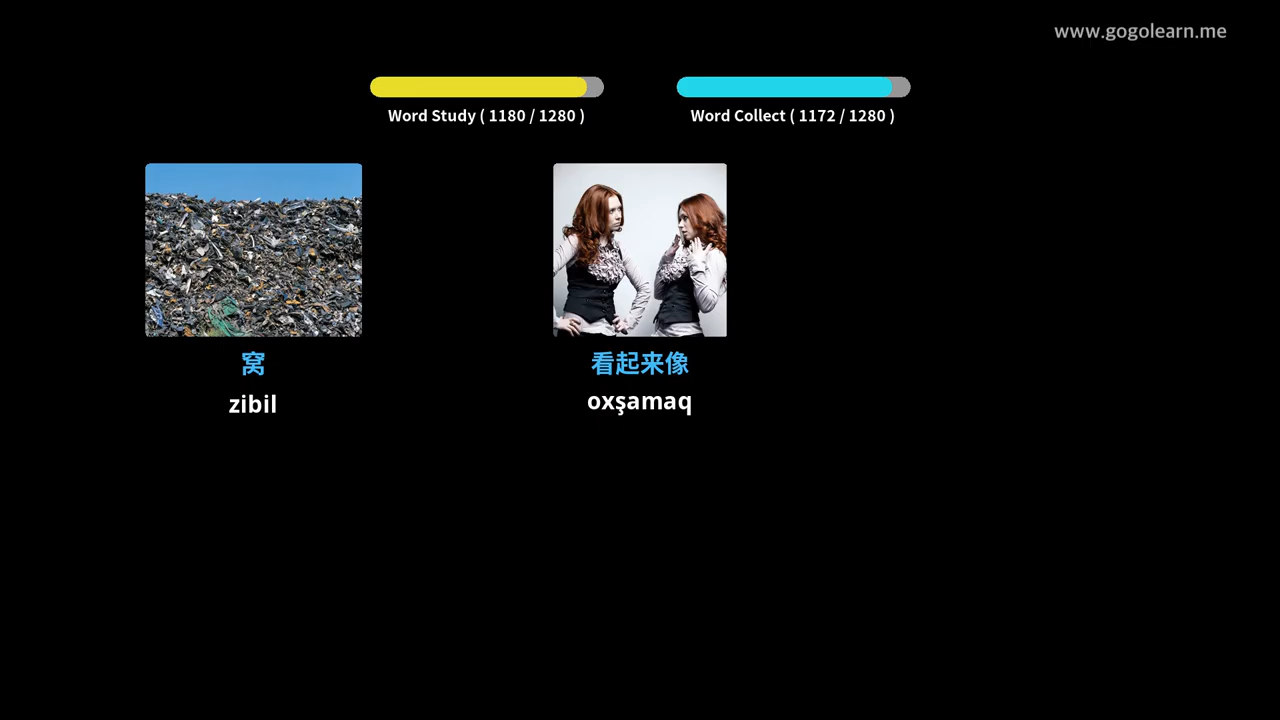 www.gogolearn.me
Word Study ( 1180 / 1280 )
Word Collect ( 1172 / 1280 )
窝
zibil
看起来像
oxşamaq